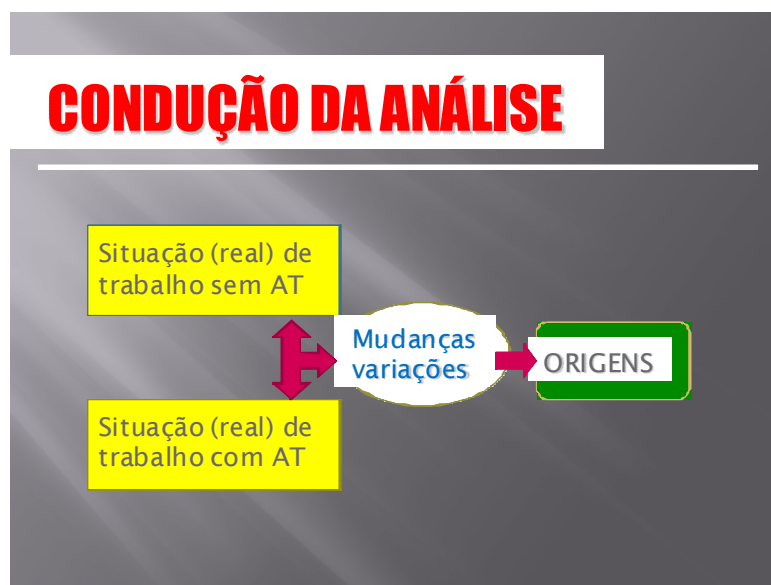 CONDUÇÃO DA ANÁLISE
Situação (real) de
trabalho sem AT
Mudanças
variações
ORIGENS
Situação (real) de
trabalho com AT